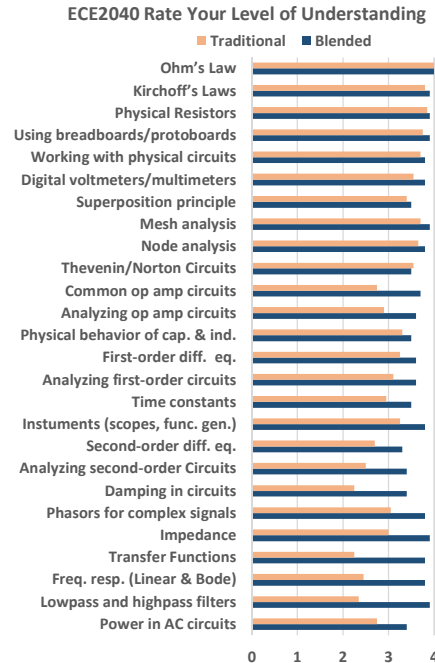 ECE2040 Rate Your Level of Understanding
Traditional Blended
Ohm's Law
Kirchoff's Laws
Physical Resistors
Using breadboards/protoboards
Working with physical circuits
Digital voltmeters/multimeters
Superposition principle
Mesh analysis
Node analysis
Thevenin/Norton Circuits
Common op amp circuits
Analyzing op amp circuits
Physical behavior of cap. & ind.
First-order diff. eq.
Analyzing first-order circuits
Time constants
Instuments (scopes, func. gen.)
Second-order diff. eq.
Analyzing second-order Circuits
Damping in circuits
Phasors for complex signals
Impedance
Transfer Functions
Freq. resp. (Linear & Bode)
Lowpass and highpass filters
Power in AC circuits
0 1 2 3 4